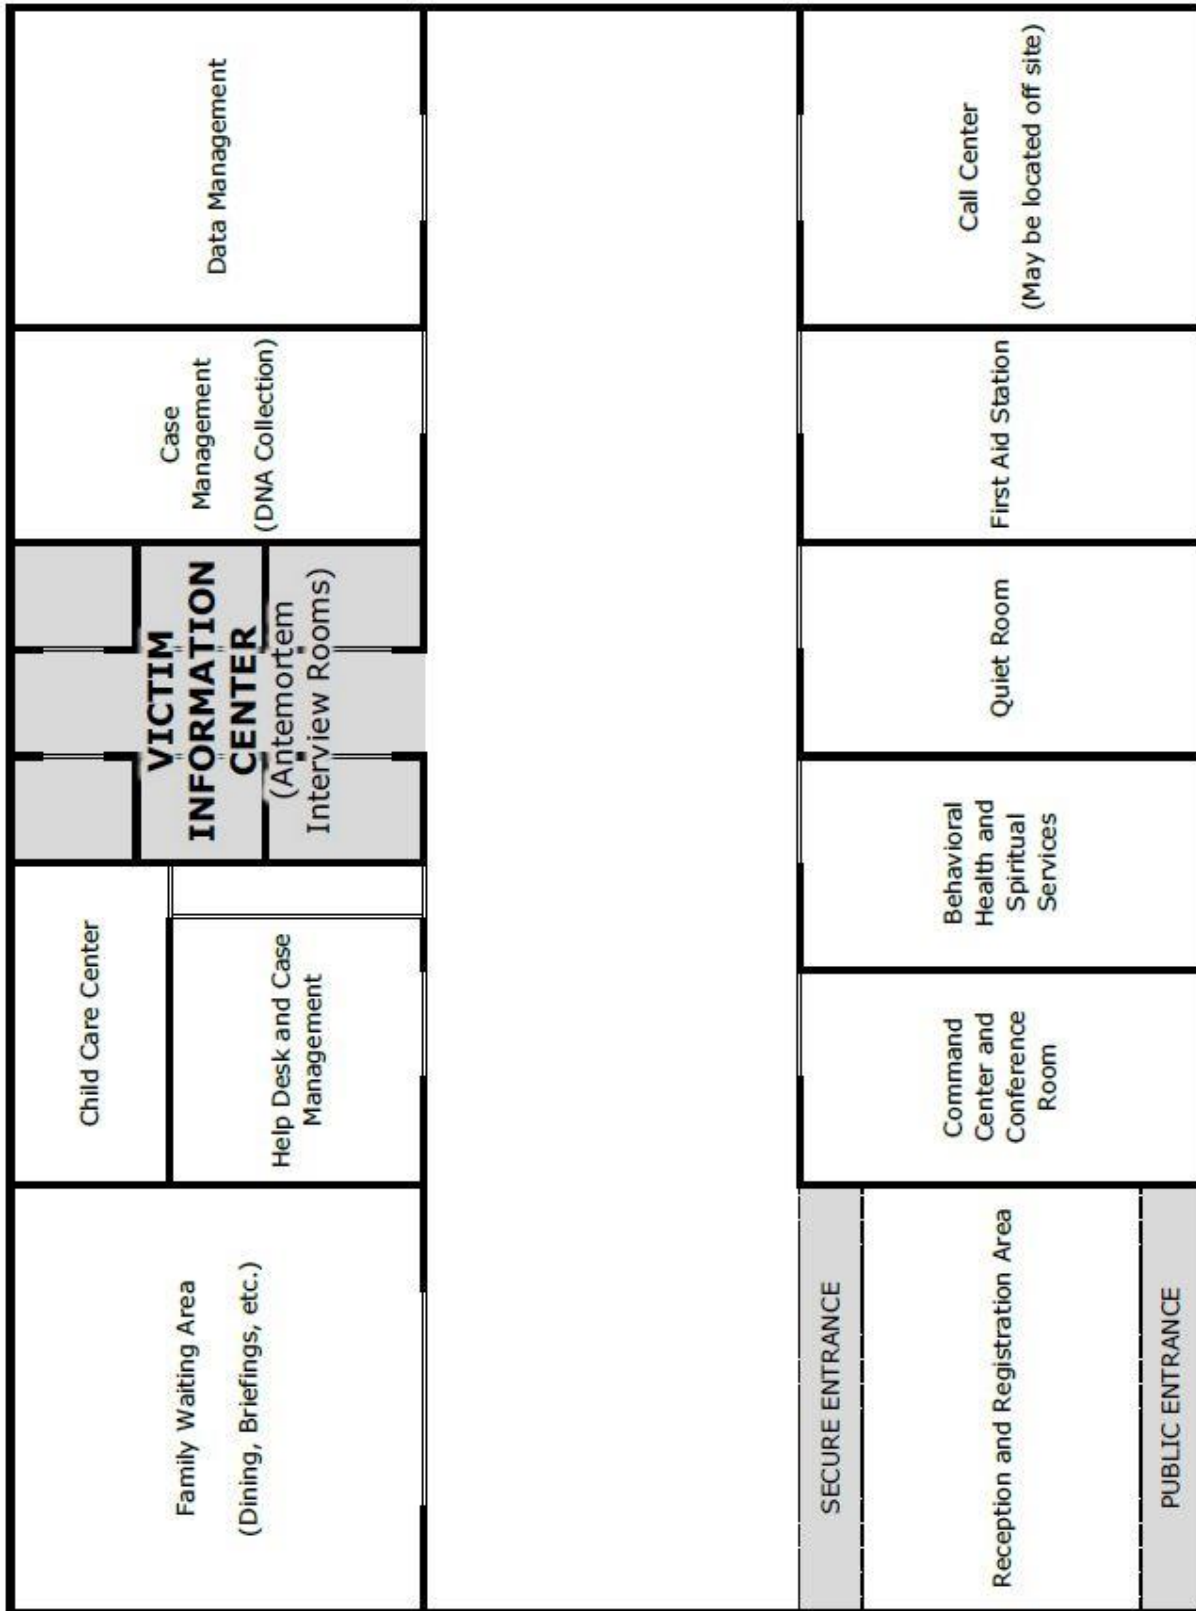 Family Waiting Area
(Dining, Briefings, etc.)
Child Care Center
Help Desk and Case
Management
VICTIM
INFORMATION
CENTER
(Antemortem
Interview Rooms)
Case
Management
(DNA Collection)
Data Management
SECURE ENTRANCE
Reception and Registration Area
PUBLIC ENTRANCE
Command
Center and
Conference
Room
Behavioral
Health and
Spiritual
Services
Quiet Room
First Aid Station
Call Center
(May be located off site)